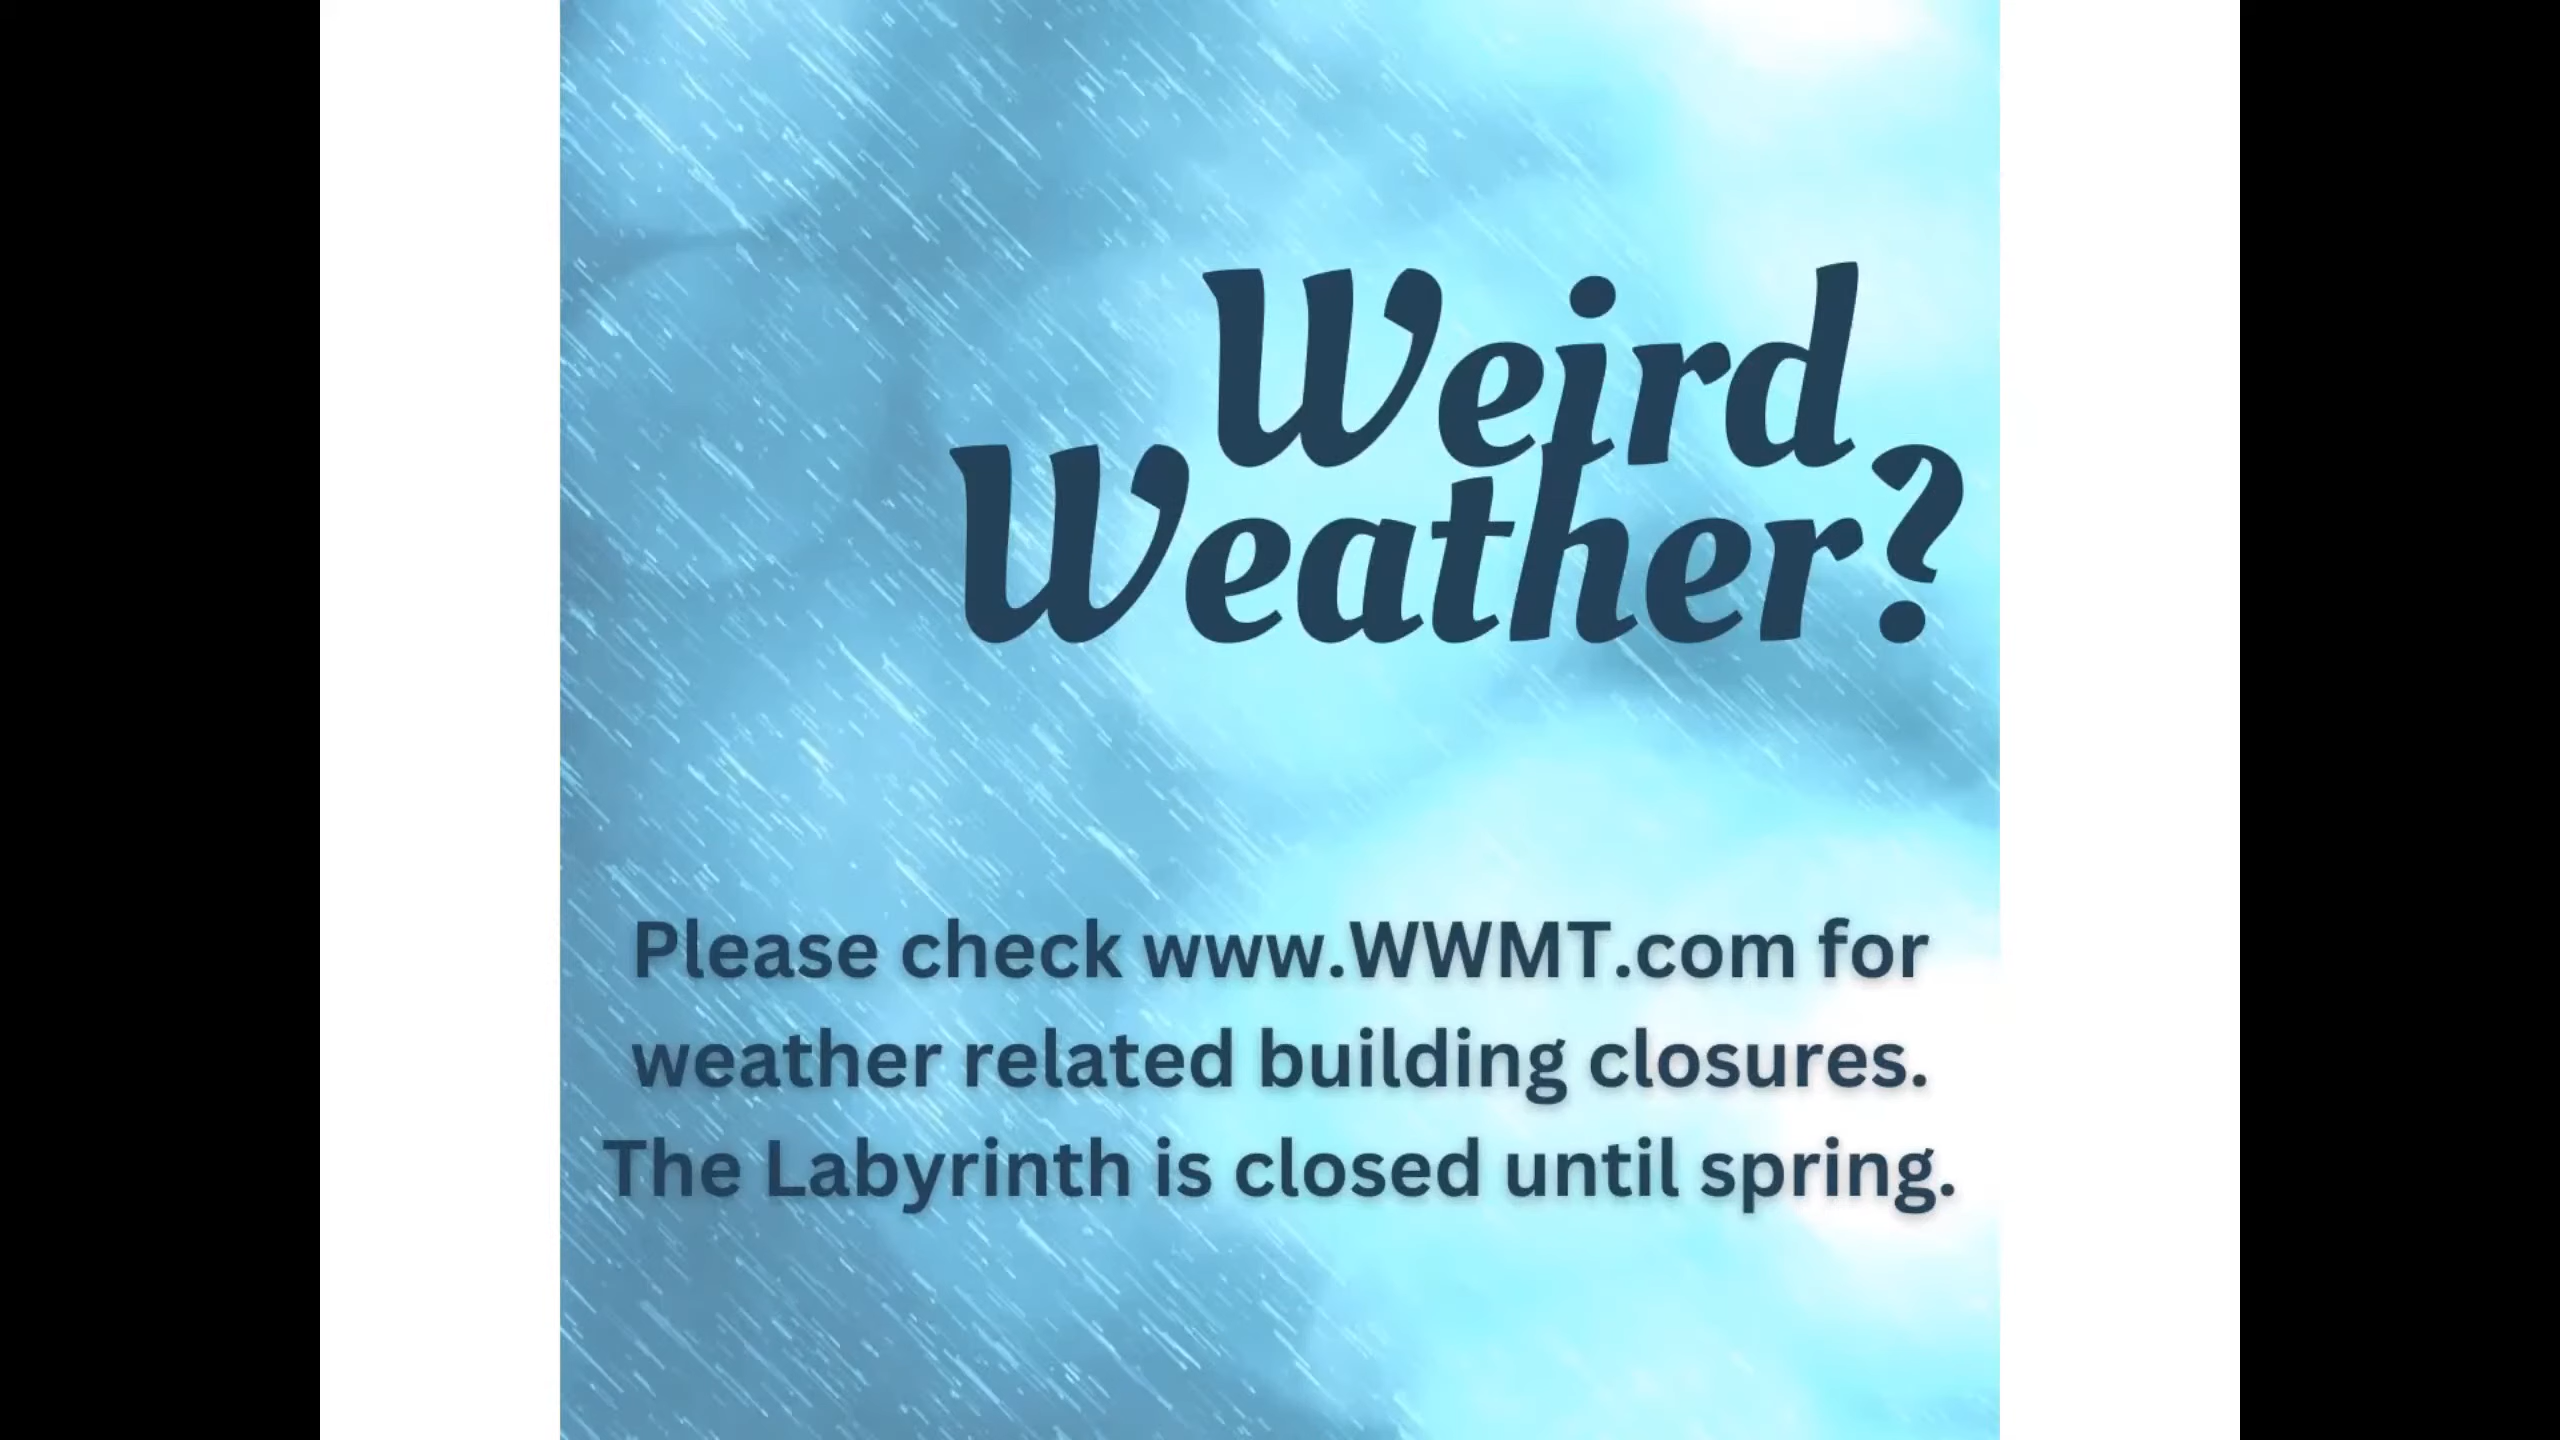 Weird
Weather?
Please check www.WWMT.com for
weather related building closures.
The Labyrinth is closed until spring.